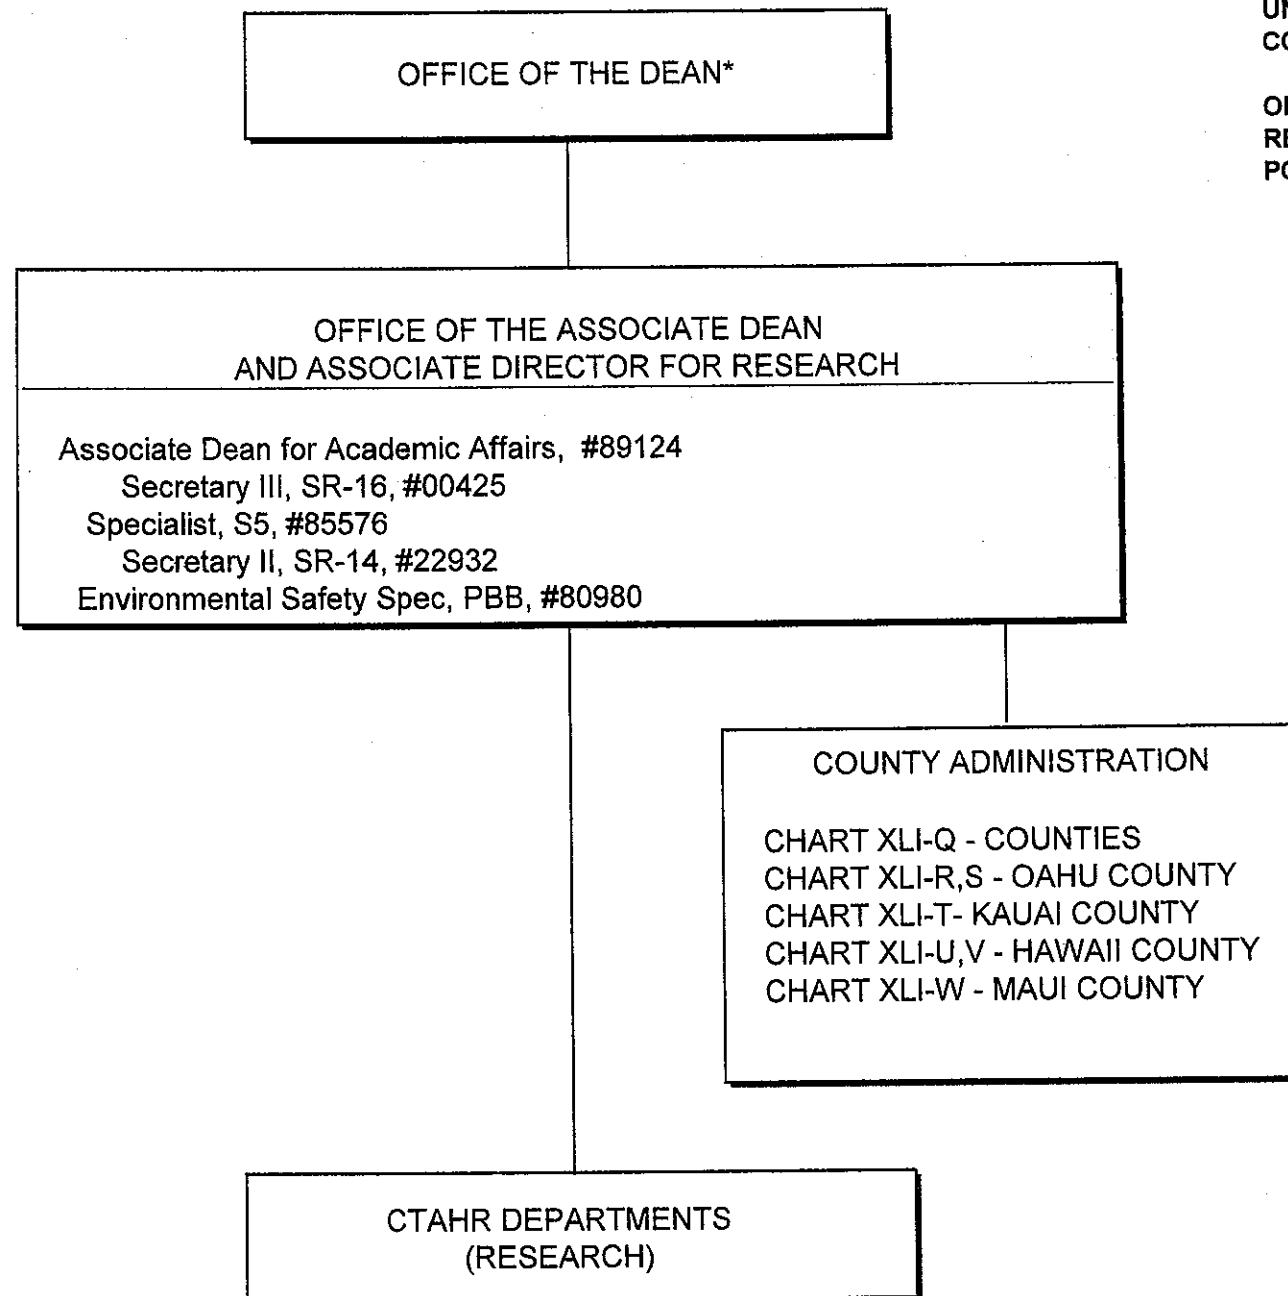 OFFICE OF THE DEAN*
OFFICE OF THE ASSOCIATE DEAN
AND ASSOCIATE DIRECTOR FOR RESEARCH
Associate Dean for Academic Affairs, #89124
Secretary III, SR-16, #00425
Specialist, S5, #85576
Secretary II, SR-14, #22932
Environmental Safety Spec, PBB, #80980
COUNTY ADMINISTRATION
CHART XLI-Q - COUNTIES
CHART XLI-R,S - OAHU COUNTY
CHART XLI-T- KAUAI COUNTY
CHART XLI-U,V - HAWAII COUNTY
CHART XLI-W - MAUI COUNTY
CTAHR DEPARTMENTS
(RESEARCH)